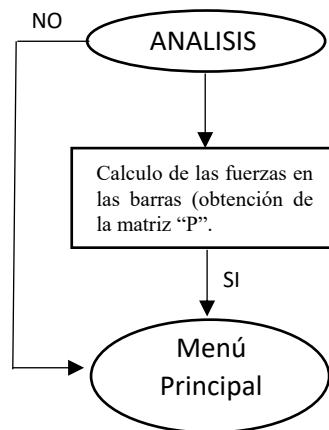 NO
ANALISIS
Calculo de las fuerzas en
las barras (obtención de
la matriz “P”.
SI
Menú
Principal